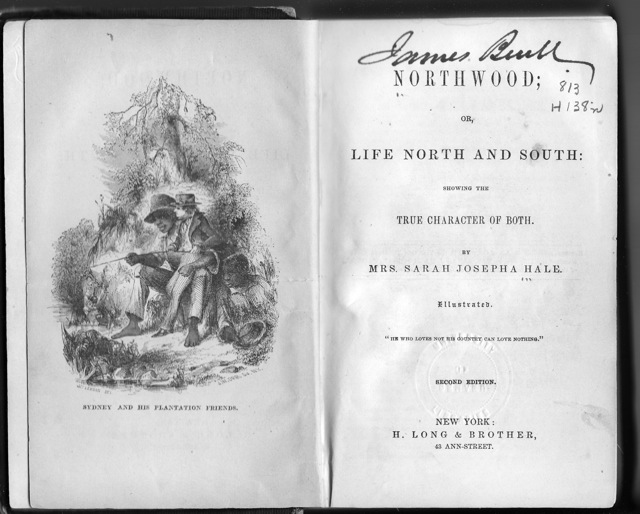 SYDNEY AND HIS PLANTATION FRIENDS.
James
NORTHWOOD;
813
H138n
OR,
LIFE NORTH AND SOUTH:
SHOWING THE
TRUE CHARACTER OF BOTH.
BY
MRS. SARAH JOSEPHA HALE.
Illustrated.
"HE WHO LOVES NOT HIS COUNTRY CAN LOVE NOTHING."
SECOND EDITION.
NEW YORK:
H. LONG & BROTHER,
43 ANN-STREET.